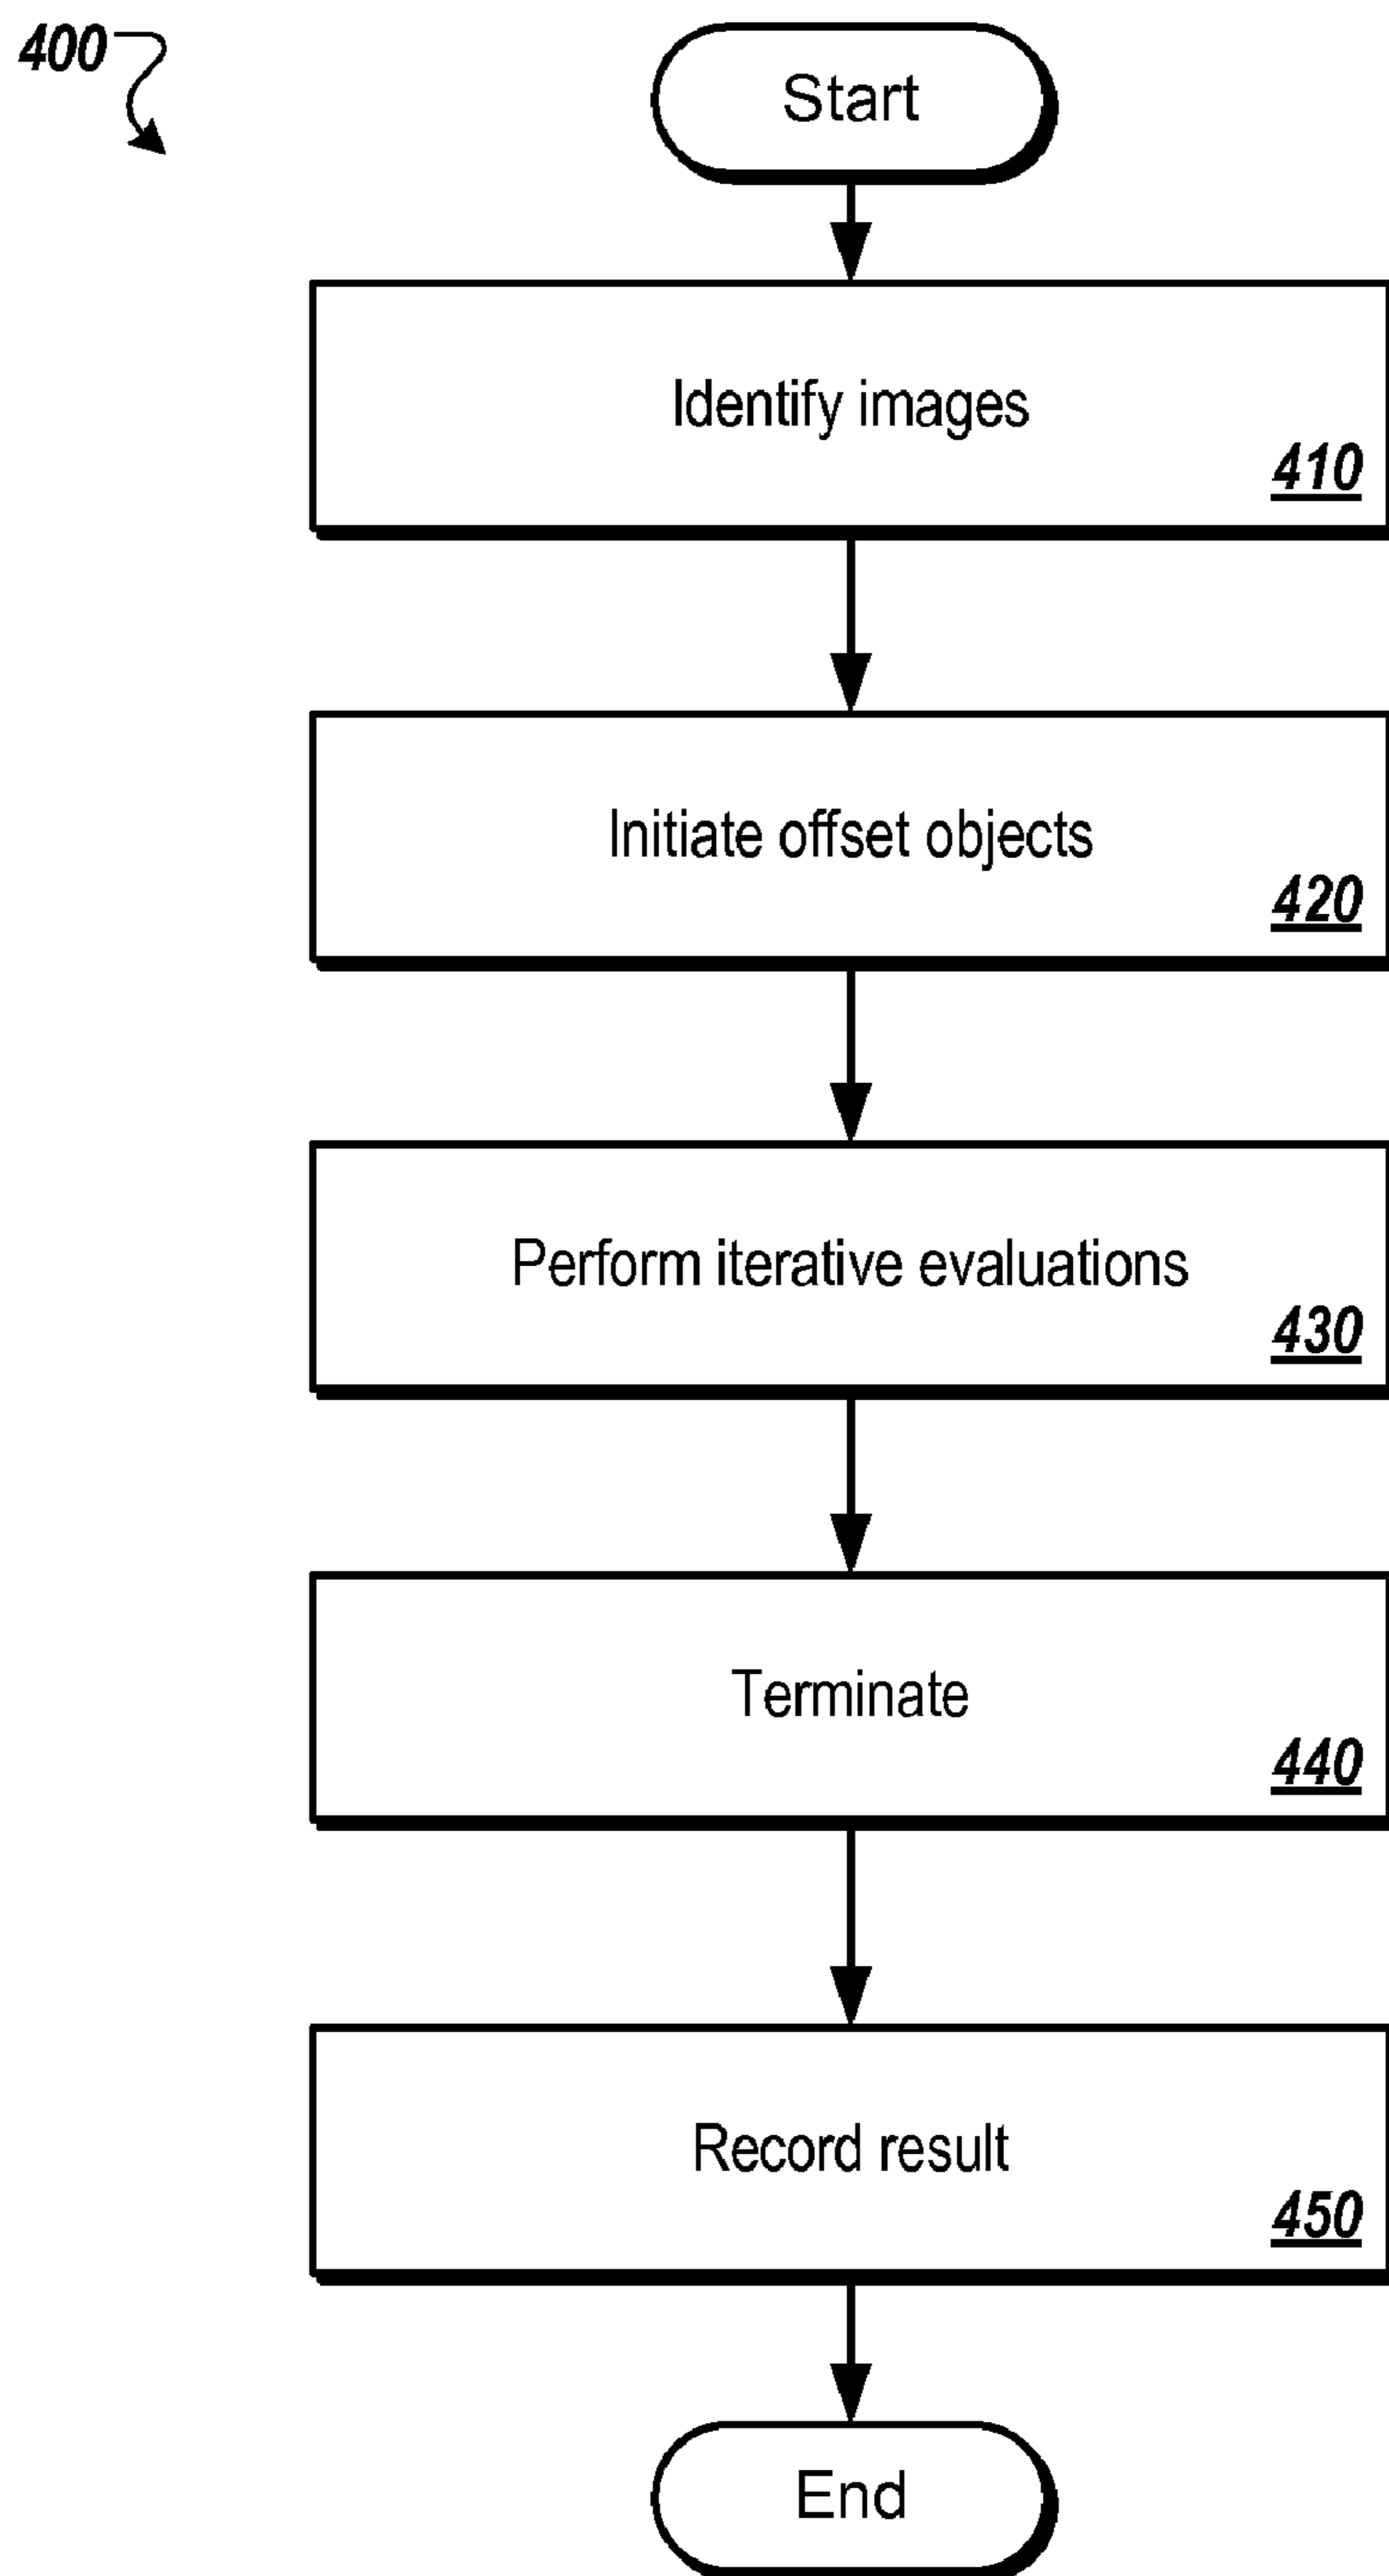 400
Start
Identify images
410
Initiate offset objects
420
Perform iterative evaluations
430
Terminate
440
Record result
450
End